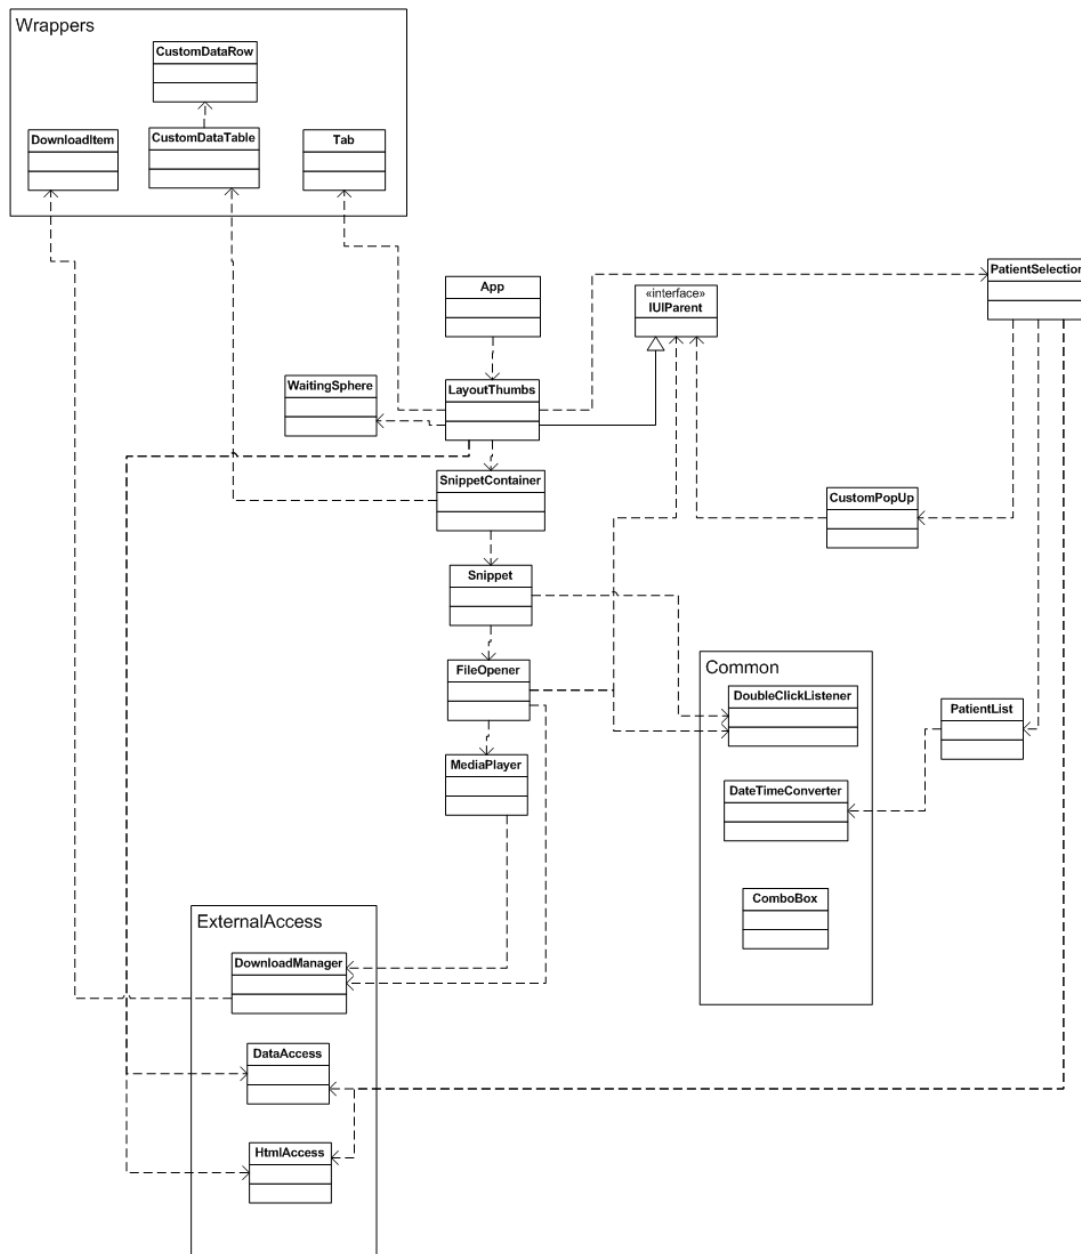 Wrappers
CustomDataRow
DownloadItem
CustomDataTable
Tab
PatientSelection
App
«interface»
IUIParent
WaitingSphere
LayoutThumbs
SnippetContainer
CustomPopUp
Snippet
Common
FileOpener
DoubleClickListener
PatientList
MediaPlayer
DateTimeConverter
ComboBox
ExternalAccess
DownloadManager
DataAccess
HtmlAccess